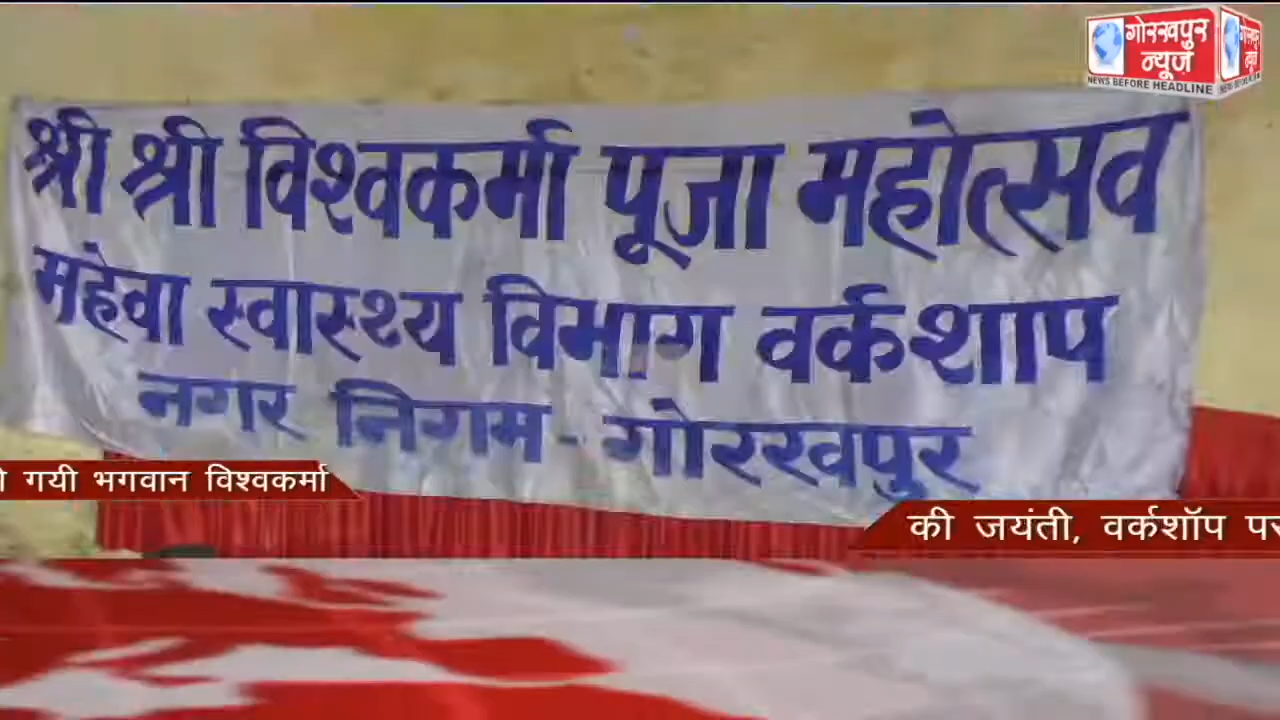 गोरखपुर
न्यूज़
NEWS BEFORE HEADLINE
श्री श्री विश्वकर्मा पूजा महोत्सव
महेवा स्वास्थ्य विभाग वर्कशाप
नगर निगम - गोरखपुर
गयी भगवान विश्वकर्मा
की जयंती, वर्कशॉप